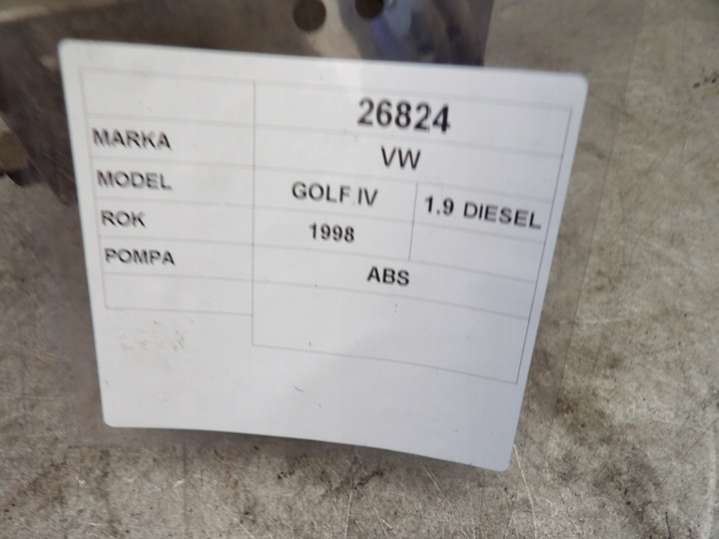 26824
MARKA VW
MODEL GOLF IV 1.9 DIESEL
ROK 1998
POMPA ABS